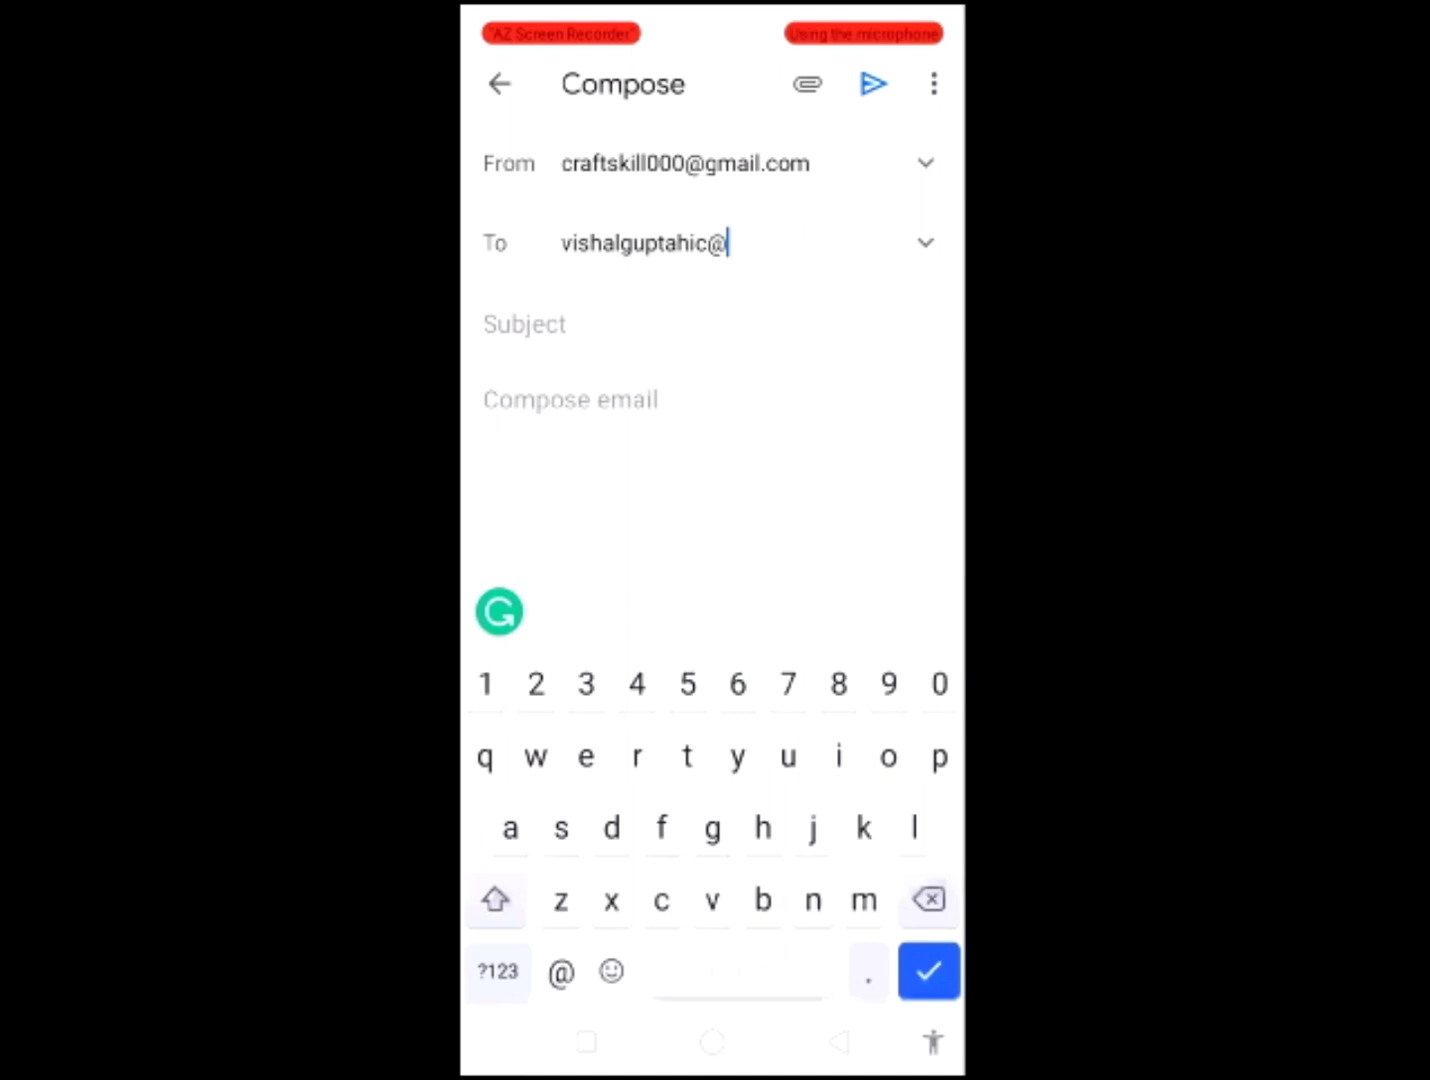 "AZ Screen Recorder" Using the microphone
Compose
From craftskill000@gmail.com
To vishalguptahic@
Subject
Compose email
1 2 3 4 5 6 7 8 9 0
q w e r t y u i o p
a s d f g h j k l
z x c v b n m
?123 @ .